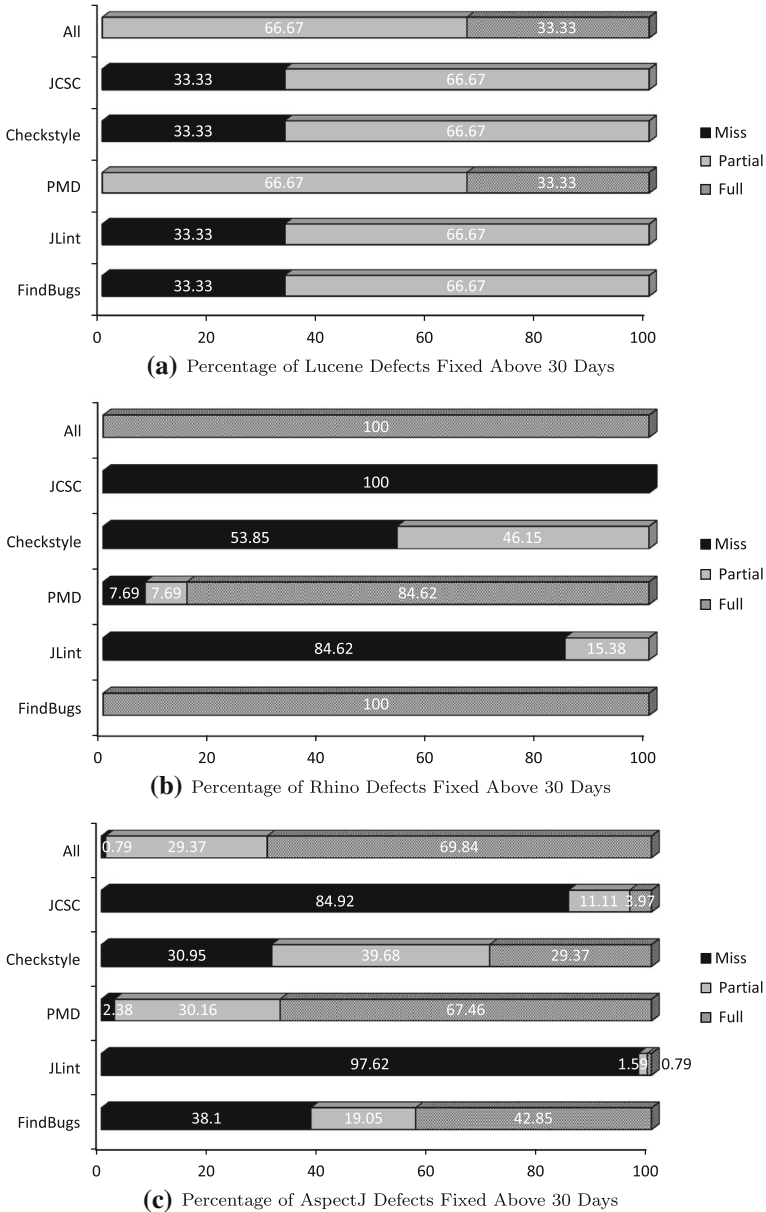 All 66.67 33.33
JCSC 33.33 66.67
Checkstyle 33.33 66.67
PMD 66.67 33.33
JLint 33.33 66.67
FindBugs 33.33 66.67
Miss
Partial
Full
0 20 40 60 80 100
(a) Percentage of Lucene Defects Fixed Above 30 Days
All 100
JCSC 100
Checkstyle 53.85 46.15
PMD 7.69 7.69 84.62
JLint 84.62 15.38
FindBugs 100
Miss
Partial
Full
0 20 40 60 80 100
(b) Percentage of Rhino Defects Fixed Above 30 Days
All 0.79 29.37 69.84
JCSC 84.92 11.11 3.97
Checkstyle 30.95 39.68 29.37
PMD 2.38 30.16 67.46
JLint 97.62 1.59 0.79
FindBugs 38.1 19.05 42.85
Miss
Partial
Full
0 20 40 60 80 100
(c) Percentage of AspectJ Defects Fixed Above 30 Days